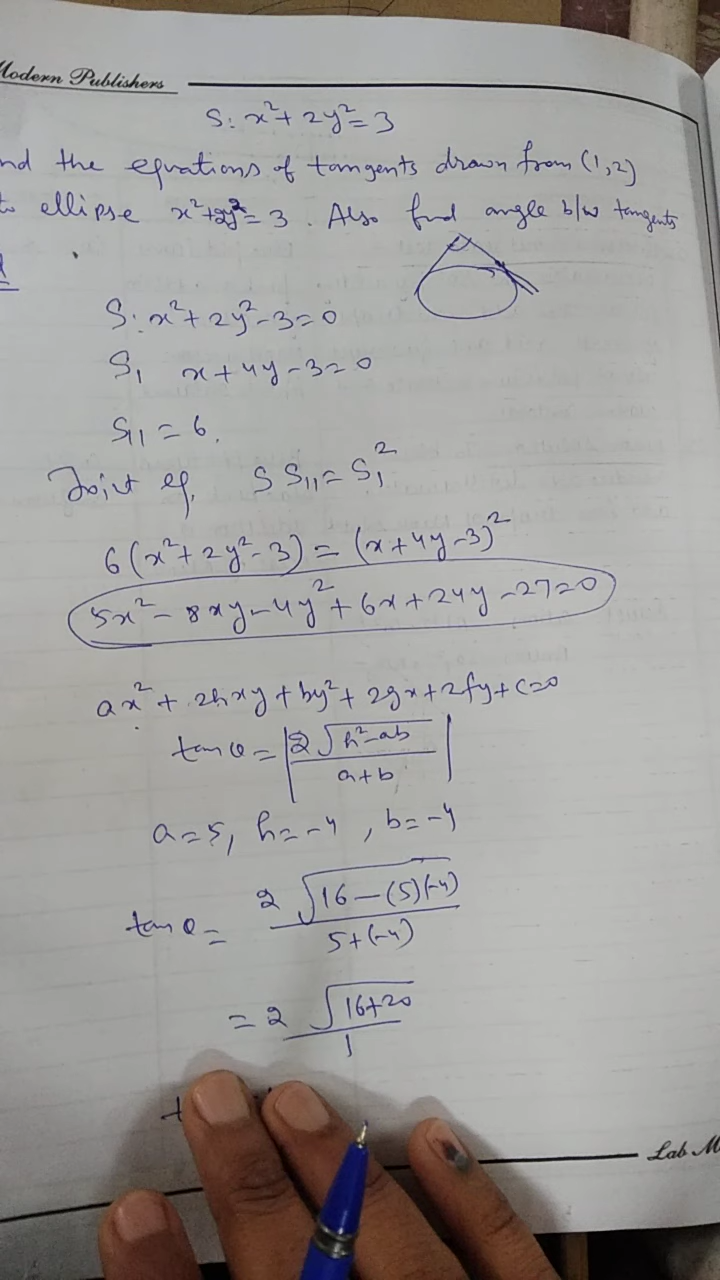 Modern Publishers
S: x²+ 2y²= 3
nd the equations of tangents drawn from (1,2)
to ellipse x²+2y²= 3. Also find angle b/w tangents
S: x²+ 2y²-3=0
S₁ x+4y-3=0
S₁₁ = 6.
Joint eq. S S₁₁= S₁²
6(x²+2y²-3) = (x+4y-3)²
5x²- 8xy-4y²+6x+24y-27=0
ax²+ 2hxy+by²+2gx+2fy+c=0
tan θ = |2√(h²-ab)/(a+b)|
a=5, h=-4, b=-4
tan θ = 2√(16-(5)(-4))/(5+(-4))
= 2√(16+20)/1
t
Lab M